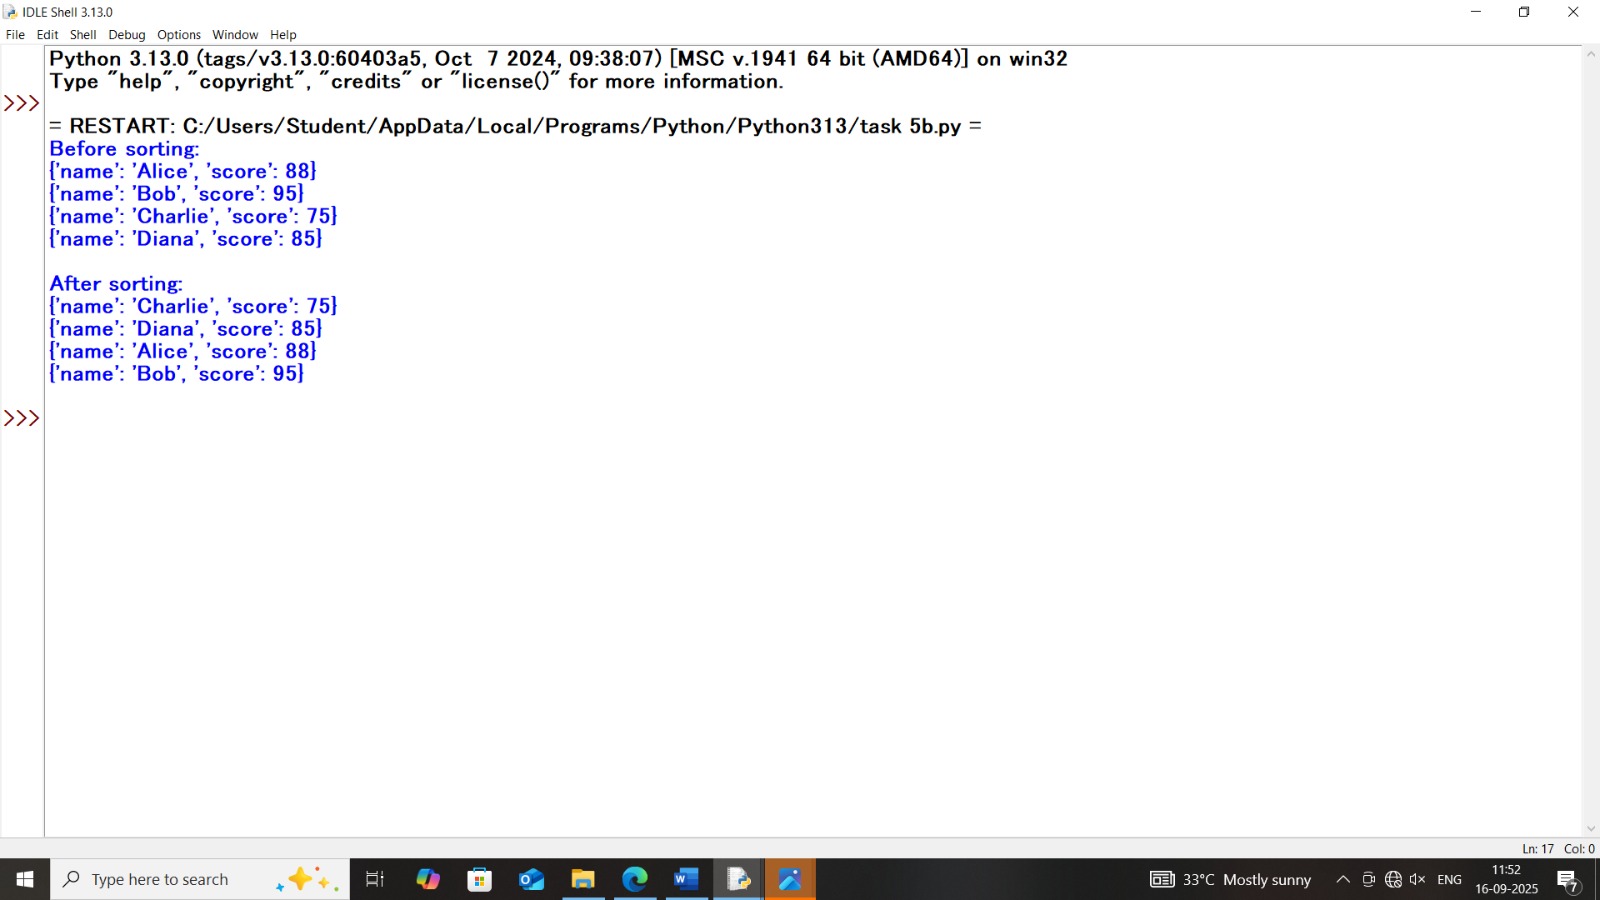 IDLE Shell 3.13.0
File Edit Shell Debug Options Window Help
Python 3.13.0 (tags/v3.13.0:60403a5, Oct  7 2024, 09:38:07) [MSC v.1941 64 bit (AMD64)] on win32
Type "help", "copyright", "credits" or "license()" for more information.
>>>
= RESTART: C:/Users/Student/AppData/Local/Programs/Python/Python313/task 5b.py =
Before sorting:
{'name': 'Alice', 'score': 88}
{'name': 'Bob', 'score': 95}
{'name': 'Charlie', 'score': 75}
{'name': 'Diana', 'score': 85}
After sorting:
{'name': 'Charlie', 'score': 75}
{'name': 'Diana', 'score': 85}
{'name': 'Alice', 'score': 88}
{'name': 'Bob', 'score': 95}
>>>
Ln: 17 Col: 0
Type here to search
33°C Mostly sunny
ENG
11:52
16-09-2025
7